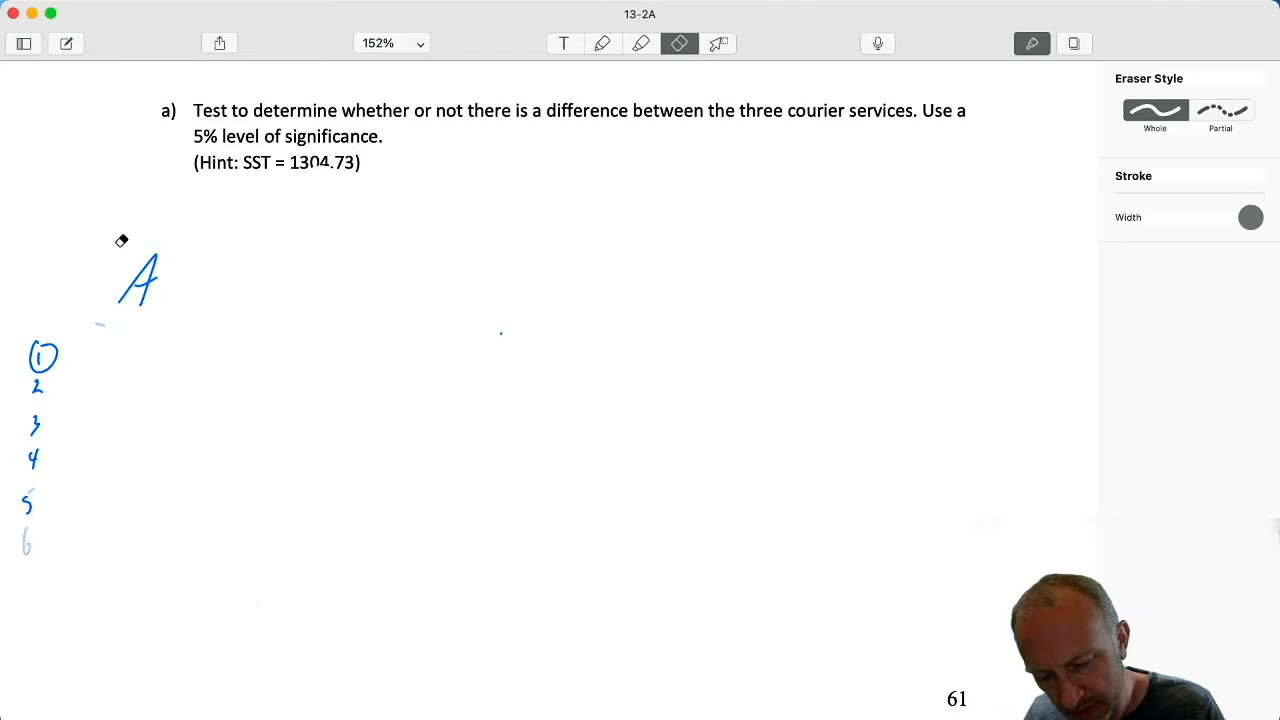 13-2A
152%
T
Eraser Style
Whole
Partial
Stroke
Width
a) Test to determine whether or not there is a difference between the three courier services. Use a
5% level of significance.
(Hint: SST = 1304.73)
A
1
2
3
4
5
6
61